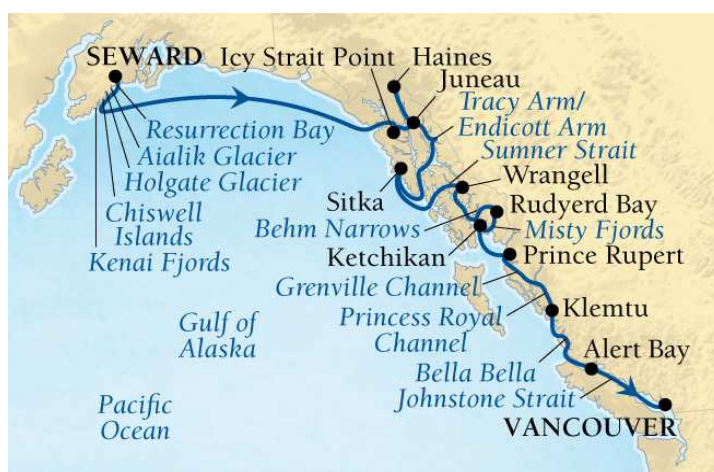 SEWARD
Icy Strait Point
Haines
Juneau
Tracy Arm/
Endicott Arm
Sumner Strait
Resurrection Bay
Aialik Glacier
Holgate Glacier
Chiswell
Islands
Kenai Fjords
Sitka
Wrangell
Behm Narrows
Rudyerd Bay
Misty Fjords
Ketchikan
Prince Rupert
Grenville Channel
Princess Royal
Channel
Klemtu
Gulf of
Alaska
Alert Bay
Bella Bella
Johnstone Strait
Pacific
Ocean
VANCOUVER